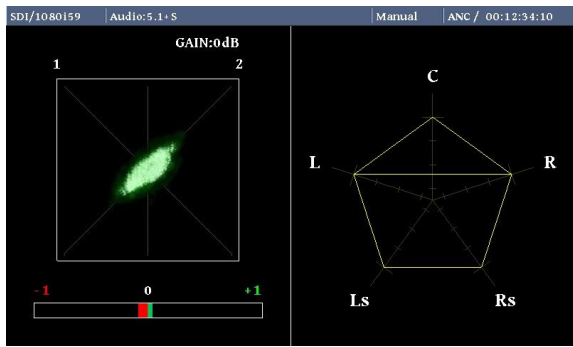 SDI/1080i59 Audio:5.1+S Manual ANC / 00:12:34:10
GAIN:0dB
1 2
-1 0 +1
C
L R
Ls Rs